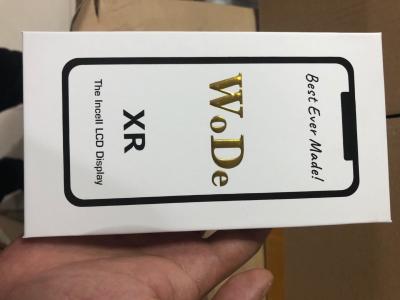 Best Ever Made!
WoDe
XR
The Incell LCD Display